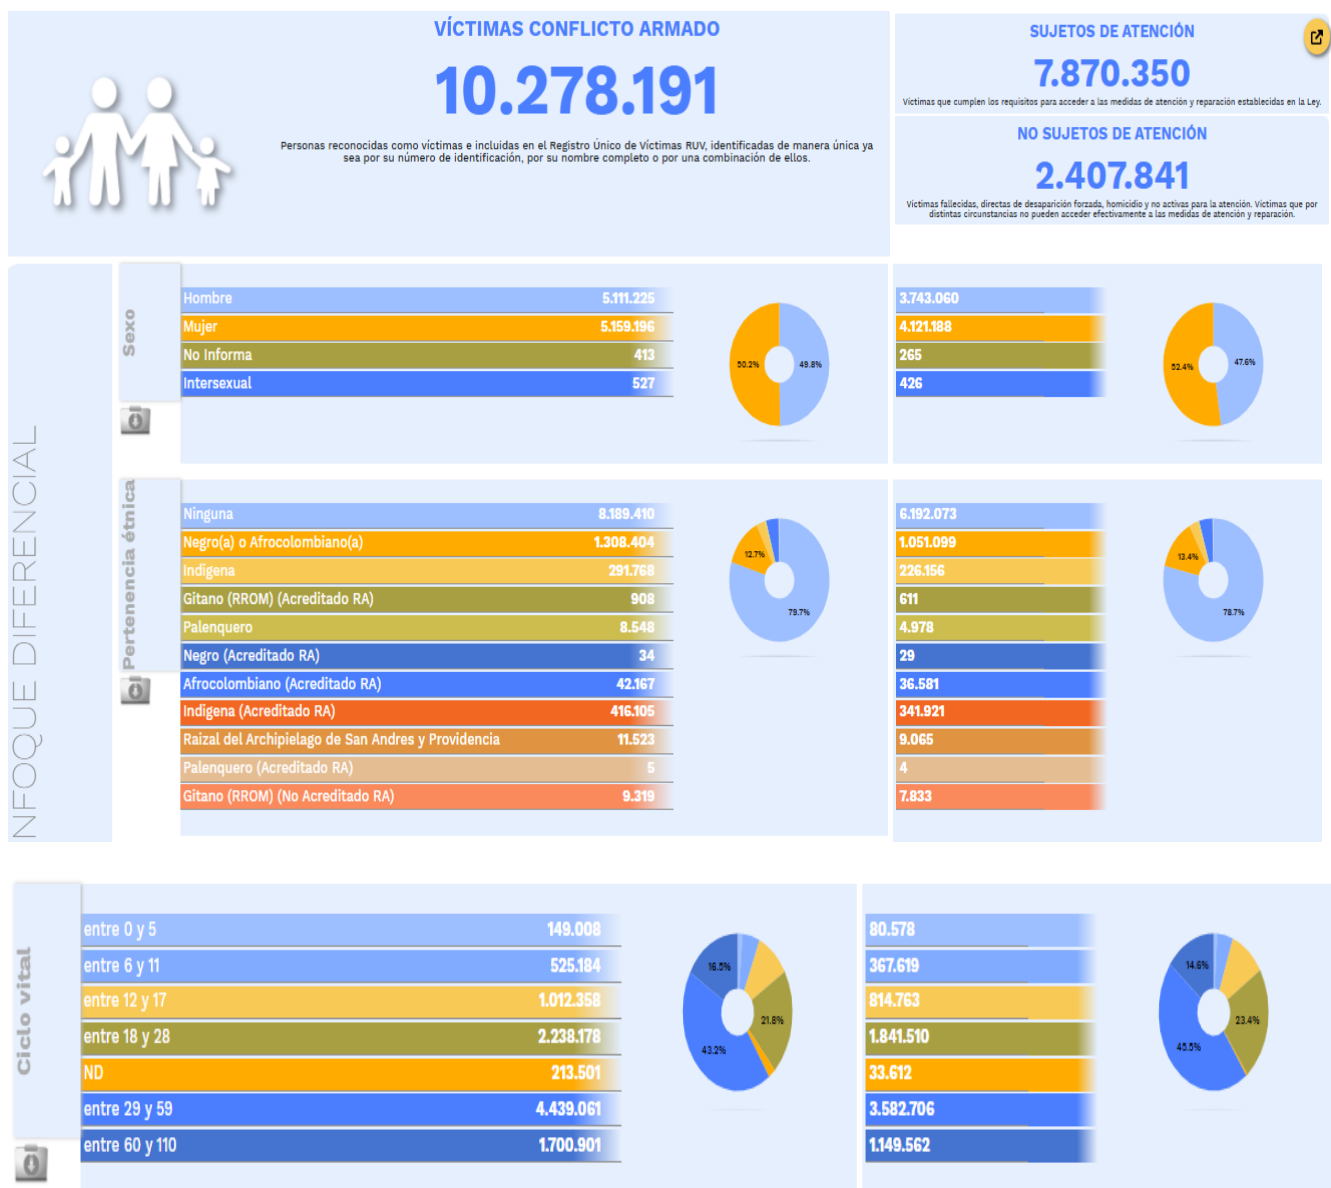 VÍCTIMAS CONFLICTO ARMADO
10.278.191
Personas reconocidas como víctimas e incluidas en el Registro Único de Víctimas RUV, identificadas de manera única ya
sea por su número de identificación, por su nombre completo o por una combinación de ellos.
SUJETOS DE ATENCIÓN
7.870.350
Víctimas que cumplen los requisitos para acceder a las medidas de atención y reparación establecidas en la Ley.
NO SUJETOS DE ATENCIÓN
2.407.841
Víctimas fallecidas, directas de desaparición forzada, homicidio y no activas para la atención. Víctimas que por
distintas circunstancias no pueden acceder efectivamente a las medidas de atención y reparación.
NFOQUE DIFERENCIAL
Sexo
Hombre 5.111.225 3.743.060
Mujer 5.159.196 4.121.188
No Informa 413 265
Intersexual 527 426
50.2% 49.8%
52.4% 47.6%
Pertenencia étnica
Ninguna 8.189.410 6.192.073
Negro(a) o Afrocolombiano(a) 1.308.404 1.051.099
Indígena 291.768 226.156
Gitano (RROM) (Acreditado RA) 908 611
Palenquero 8.548 4.978
Negro (Acreditado RA) 34 29
Afrocolombiano (Acreditado RA) 42.167 36.581
Indigena (Acreditado RA) 416.105 341.921
Raizal del Archipielago de San Andres y Providencia 11.523 9.065
Palenquero (Acreditado RA) 5 4
Gitano (RROM) (No Acreditado RA) 9.319 7.833
12.7%
79.7%
13.4%
78.7%
Ciclo vital
entre 0 y 5 149.008 80.578
entre 6 y 11 525.184 367.619
entre 12 y 17 1.012.358 814.763
entre 18 y 28 2.238.178 1.841.510
ND 213.501 33.612
entre 29 y 59 4.439.061 3.582.706
entre 60 y 110 1.700.901 1.149.562
16.5%
21.8%
43.2%
14.6%
23.4%
45.5%